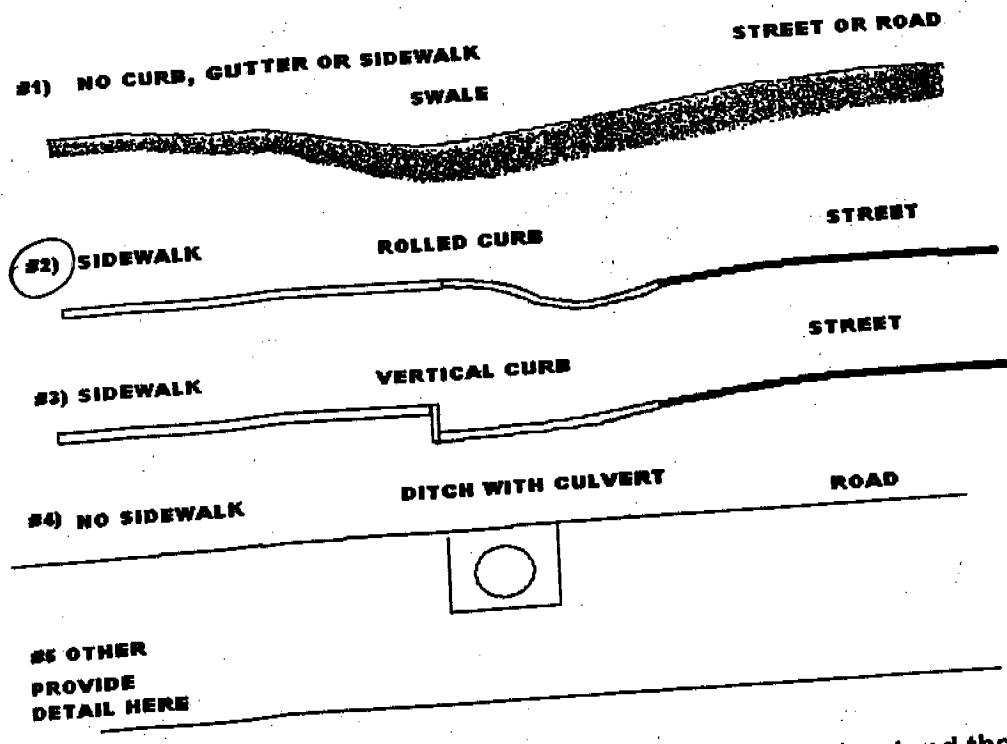 STREET OR ROAD
#1) NO CURB, GUTTER OR SIDEWALK
SWALE
STREET
#2) SIDEWALK ROLLED CURB
STREET
#3) SIDEWALK VERTICAL CURB
#4) NO SIDEWALK DITCH WITH CULVERT ROAD
#5 OTHER
PROVIDE
DETAIL HERE